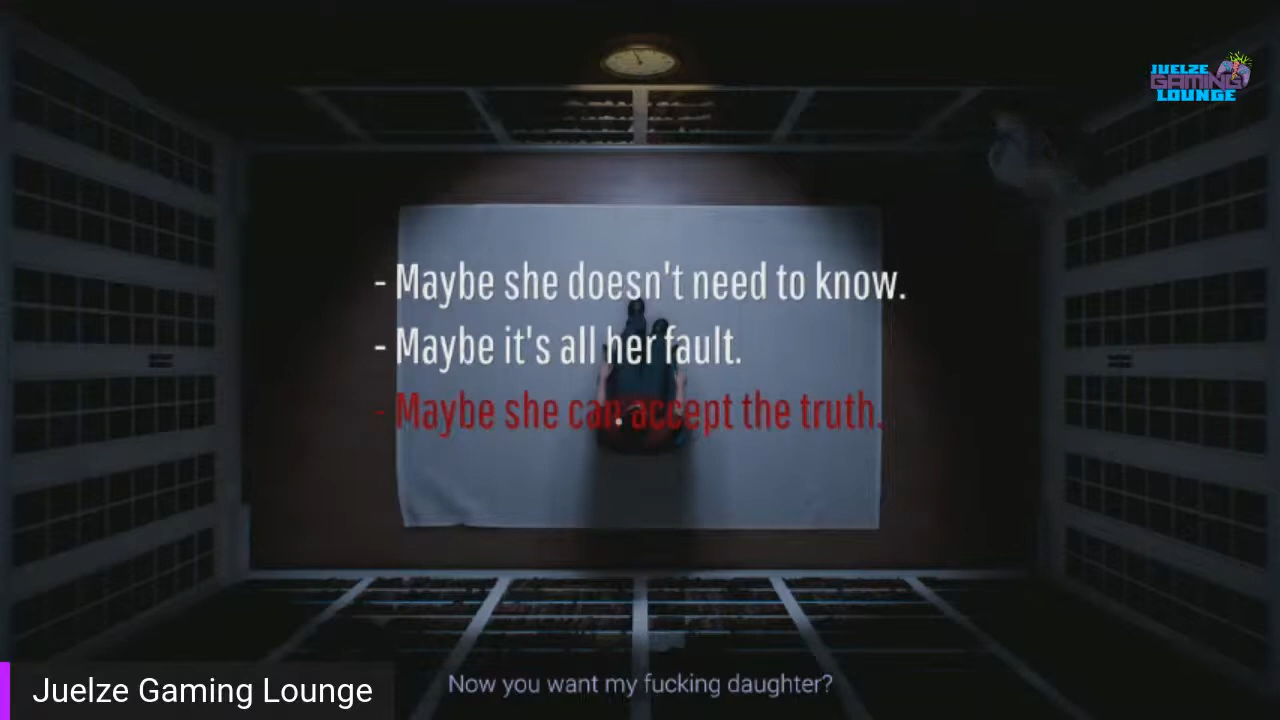 JUELZE
GAMING
LOUNGE
- Maybe she doesn't need to know.
- Maybe it's all her fault.
- Maybe she can accept the truth.
Now you want my fucking daughter?
Juelze Gaming Lounge